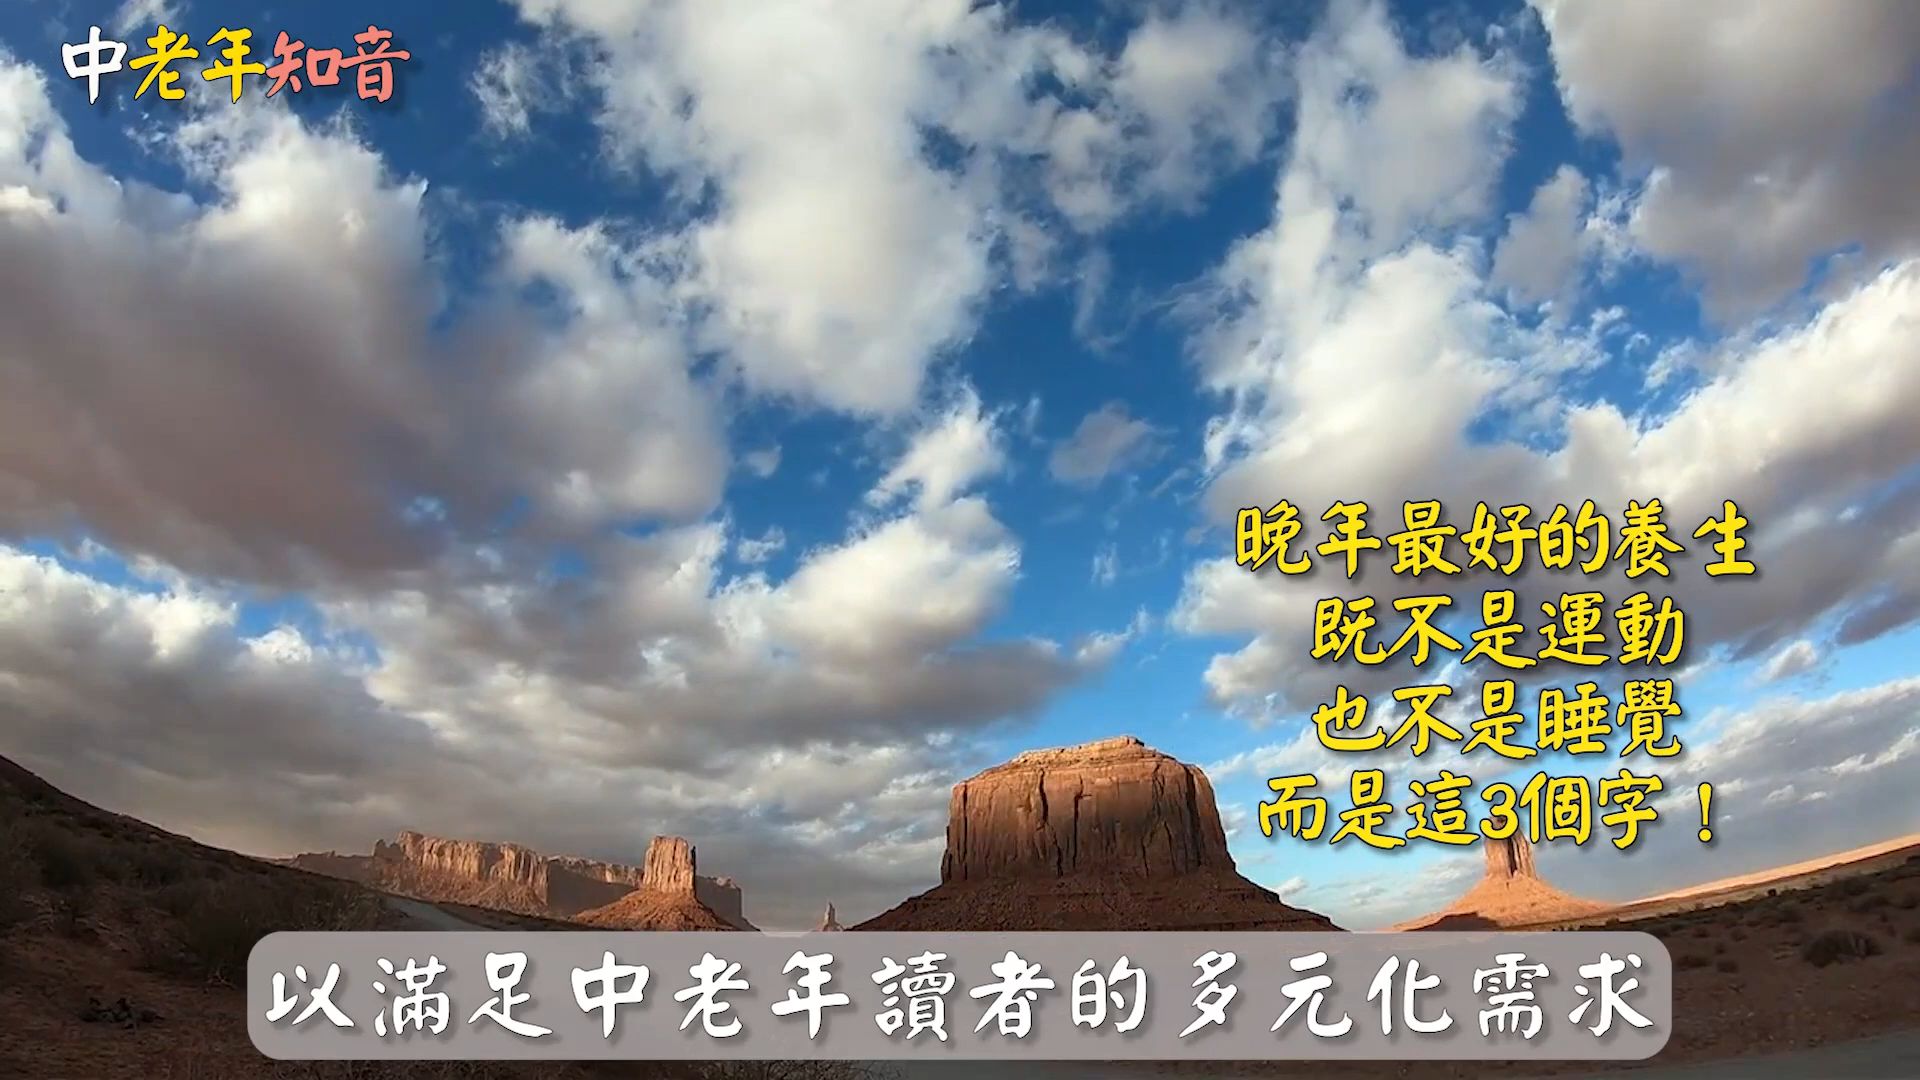 中老年知音
晚年最好的養生
既不是運動
也不是睡覺
而是這3個字！
以滿足中老年讀者的多元化需求